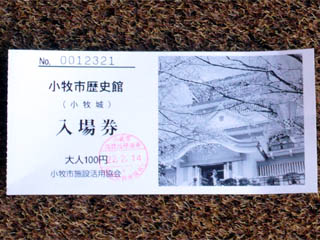 No. 0012321
小牧市歴史館
(小牧城)
入場券
大人100円
小牧市施設活用協会